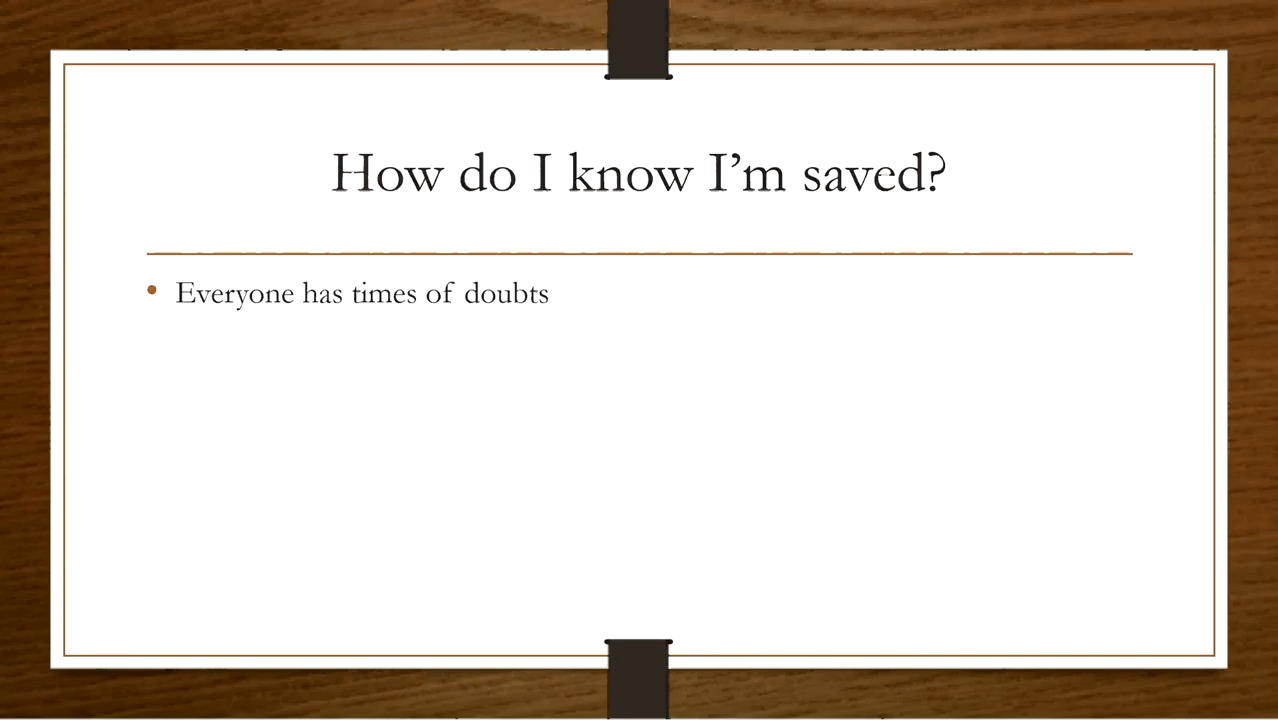 How do I know I’m saved?
• Everyone has times of doubts